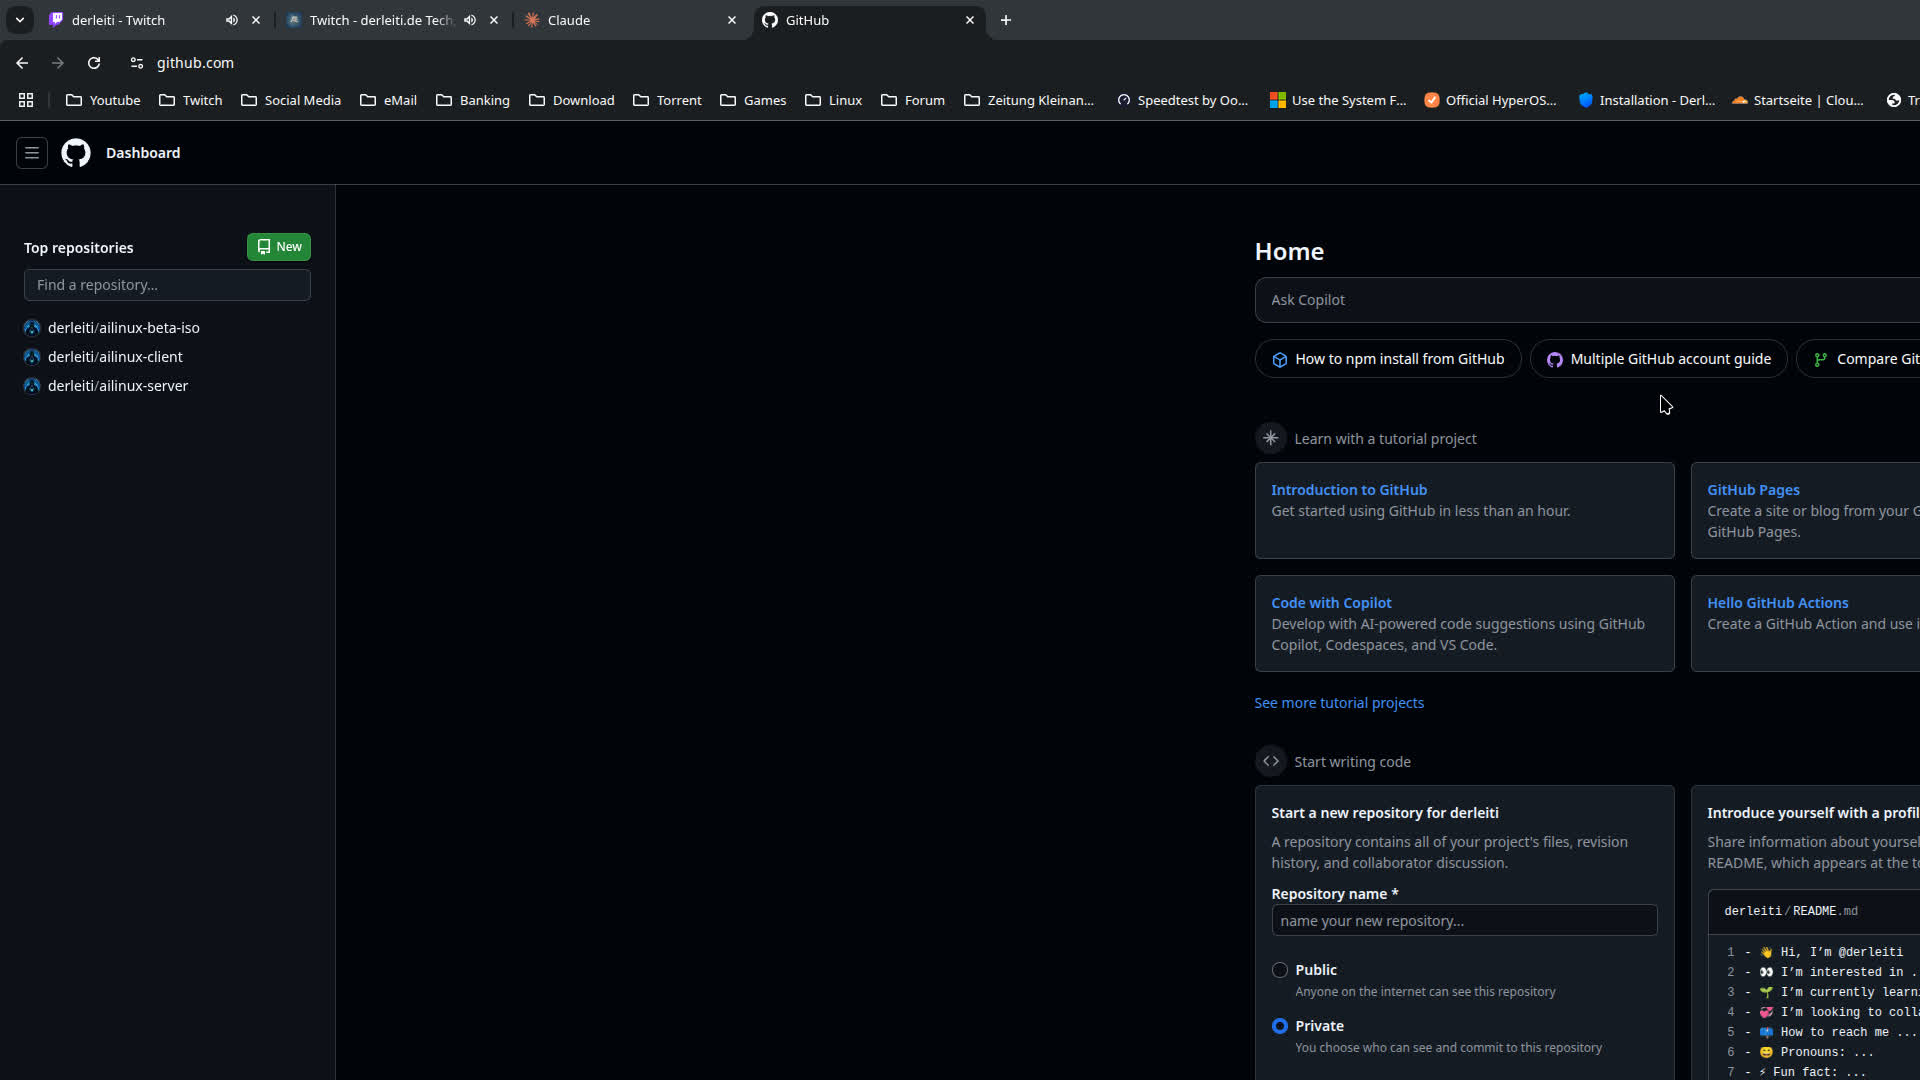 derleiti - Twitch
Twitch - derleiti.de Tech
Claude
GitHub
github.com
Youtube
Twitch
Social Media
eMail
Banking
Download
Torrent
Games
Linux
Forum
Zeitung Kleinan...
Speedtest by Oo...
Use the System F...
Official HyperOS...
Installation - Derl...
Startseite | Clou...
Tr
Dashboard
Top repositories
New
Find a repository...
derleiti/ailinux-beta-iso
derleiti/ailinux-client
derleiti/ailinux-server
Home
Ask Copilot
How to npm install from GitHub
Multiple GitHub account guide
Compare Git
Learn with a tutorial project
Introduction to GitHub
Get started using GitHub in less than an hour.
GitHub Pages
Create a site or blog from your G
GitHub Pages.
Code with Copilot
Develop with AI-powered code suggestions using GitHub
Copilot, Codespaces, and VS Code.
Hello GitHub Actions
Create a GitHub Action and use i
See more tutorial projects
Start writing code
Start a new repository for derleiti
A repository contains all of your project's files, revision
history, and collaborator discussion.
Repository name *
name your new repository...
Public
Anyone on the internet can see this repository
Private
You choose who can see and commit to this repository
Introduce yourself with a profil
Share information about yoursel
README, which appears at the to
derleiti/README.md
1 - 👋 Hi, I’m @derleiti
2 - 👀 I’m interested in .
3 - 🌱 I’m currently learni
4 - 💞️ I’m looking to colla
5 - 📫 How to reach me ...
6 - 😄 Pronouns: ...
7 - ⚡ Fun fact: ...